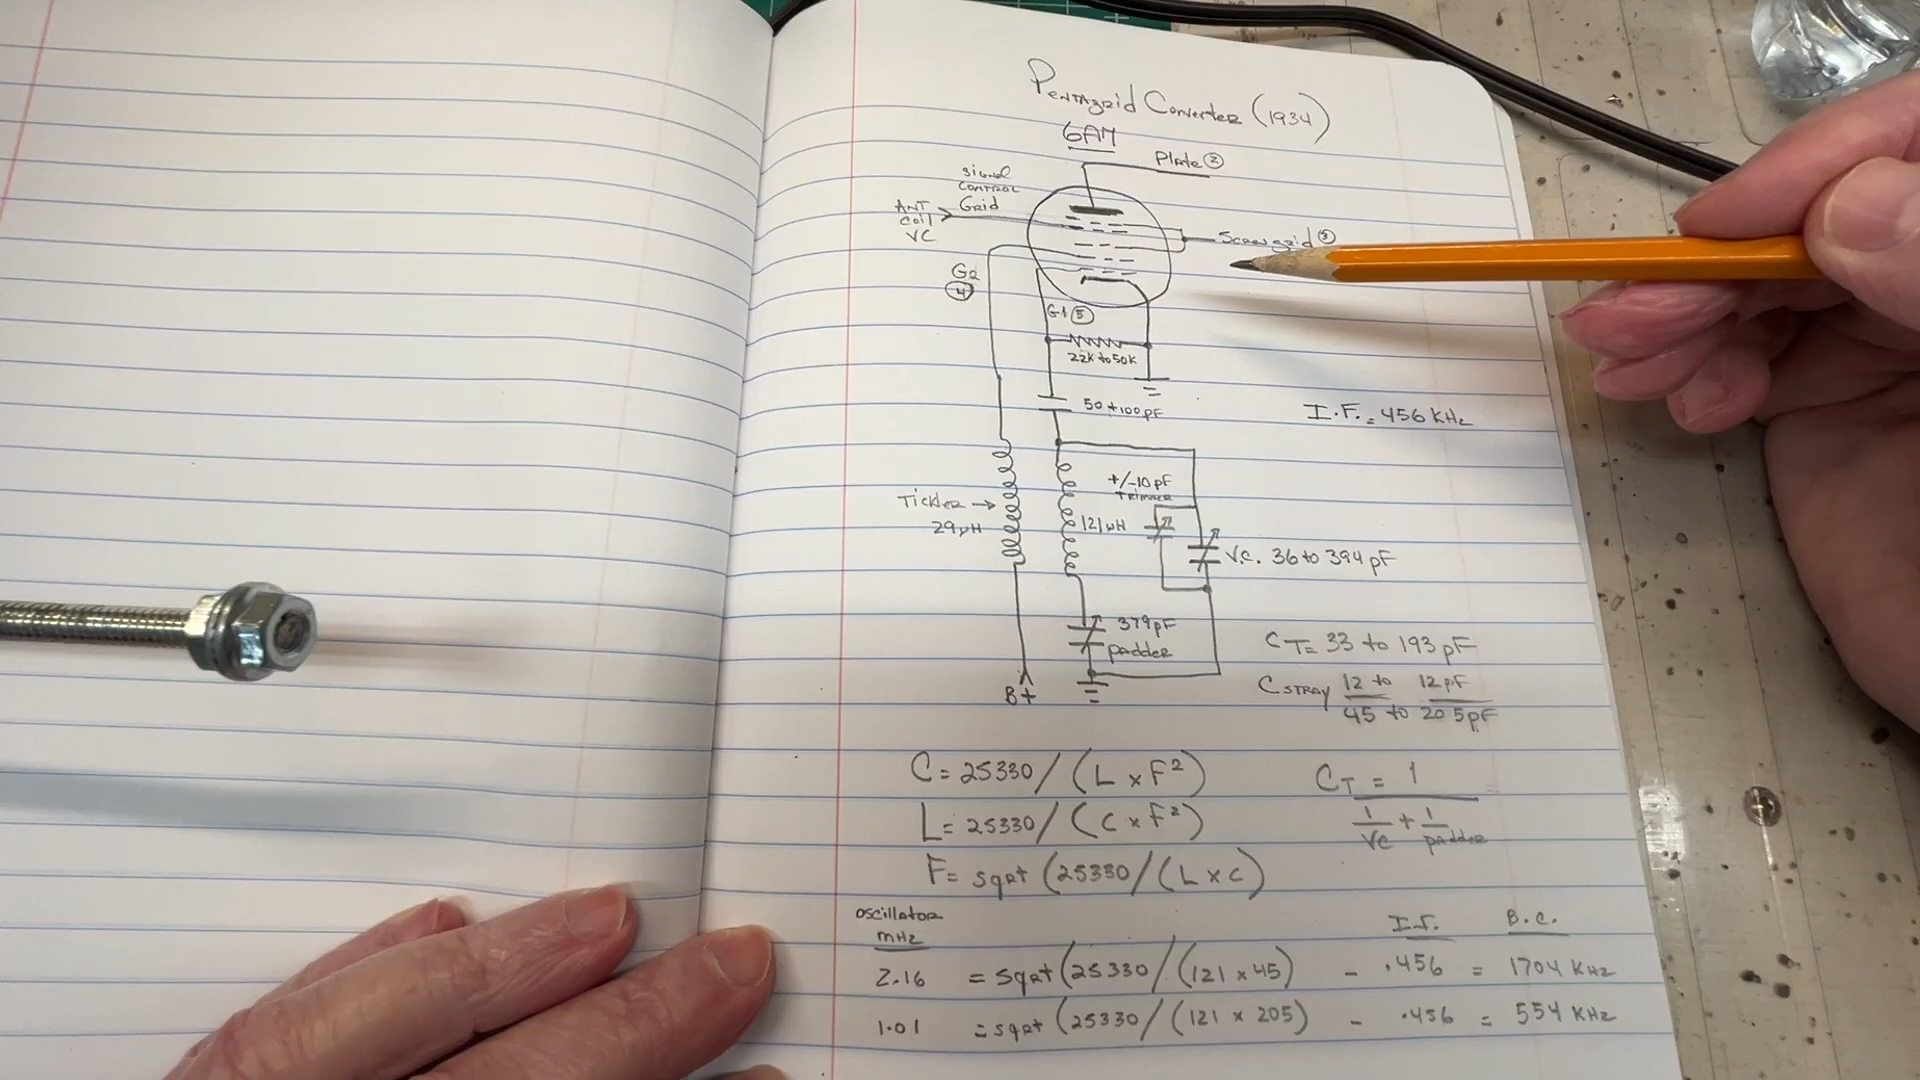 Pentagrid Converter (1934)
6A7
Plate ②
Signal
Control
Grid
ANT
Coil
VC
Screen grid ③
G2
④
G1 ⑤
22K to 50K
50 + 100 pF
I.F. = 456 KHz
+/-10 pF
Trimmer
Tickler →
29 µH
121 µH
V.C. 36 to 394 pF
379 pF
padder
B+
CT = 33 to 193 pF
C STRAY 12 to 12 pF
45 to 205 pF
C = 25330 / (L x F²)
L = 25330 / (C x F²)
F = sqrt (25330 / (L x C)
CT = 1
1 + 1
VC padder
Oscillator
mHz
I.F.
B.C.
2.16 = sqrt (25330 / (121 x 45) - .456 = 1704 KHz
1.01 = sqrt (25330 / (121 x 205) - .456 = 554 KHz